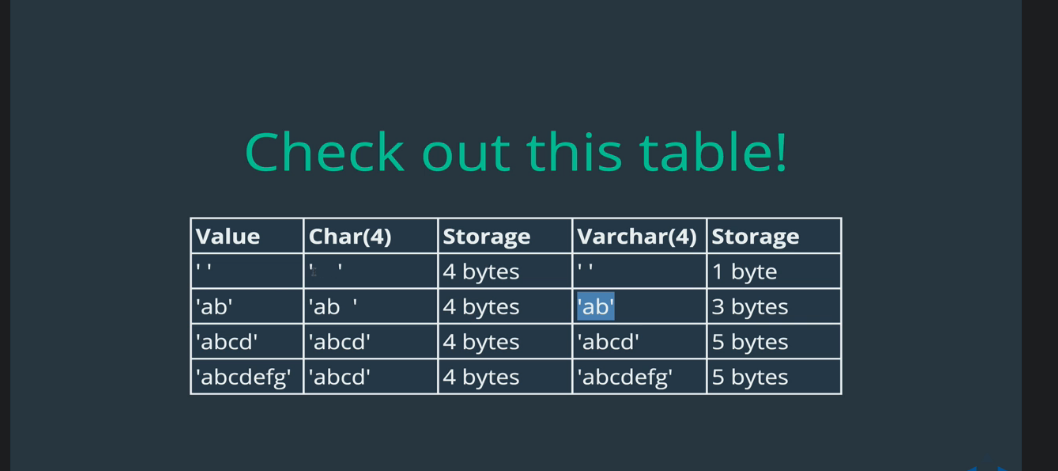 Check out this table!
Value Char(4) Storage Varchar(4) Storage
' ' '    ' 4 bytes ' ' 1 byte
'ab' 'ab  ' 4 bytes 'ab' 3 bytes
'abcd' 'abcd' 4 bytes 'abcd' 5 bytes
'abcdefg' 'abcd' 4 bytes 'abcdefg' 5 bytes